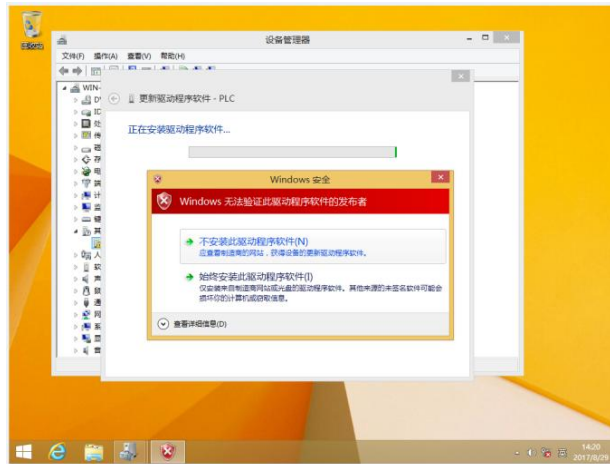 回收站
设备管理器
文件(F) 操作(A) 查看(V) 帮助(H)
WIN-
更新驱动程序软件 - PLC
正在安装驱动程序软件...
Windows 安全
Windows 无法验证此驱动程序软件的发布者
不安装此驱动程序软件(N)
应查看制造商的网站，获得设备的更新驱动程序软件。
始终安装此驱动程序软件(I)
仅安装来自制造商网站或光盘的驱动程序软件。其他来源的未签名软件可能会
损坏你的计算机或窃取信息。
查看详细信息(D)
14:20
2017/8/29